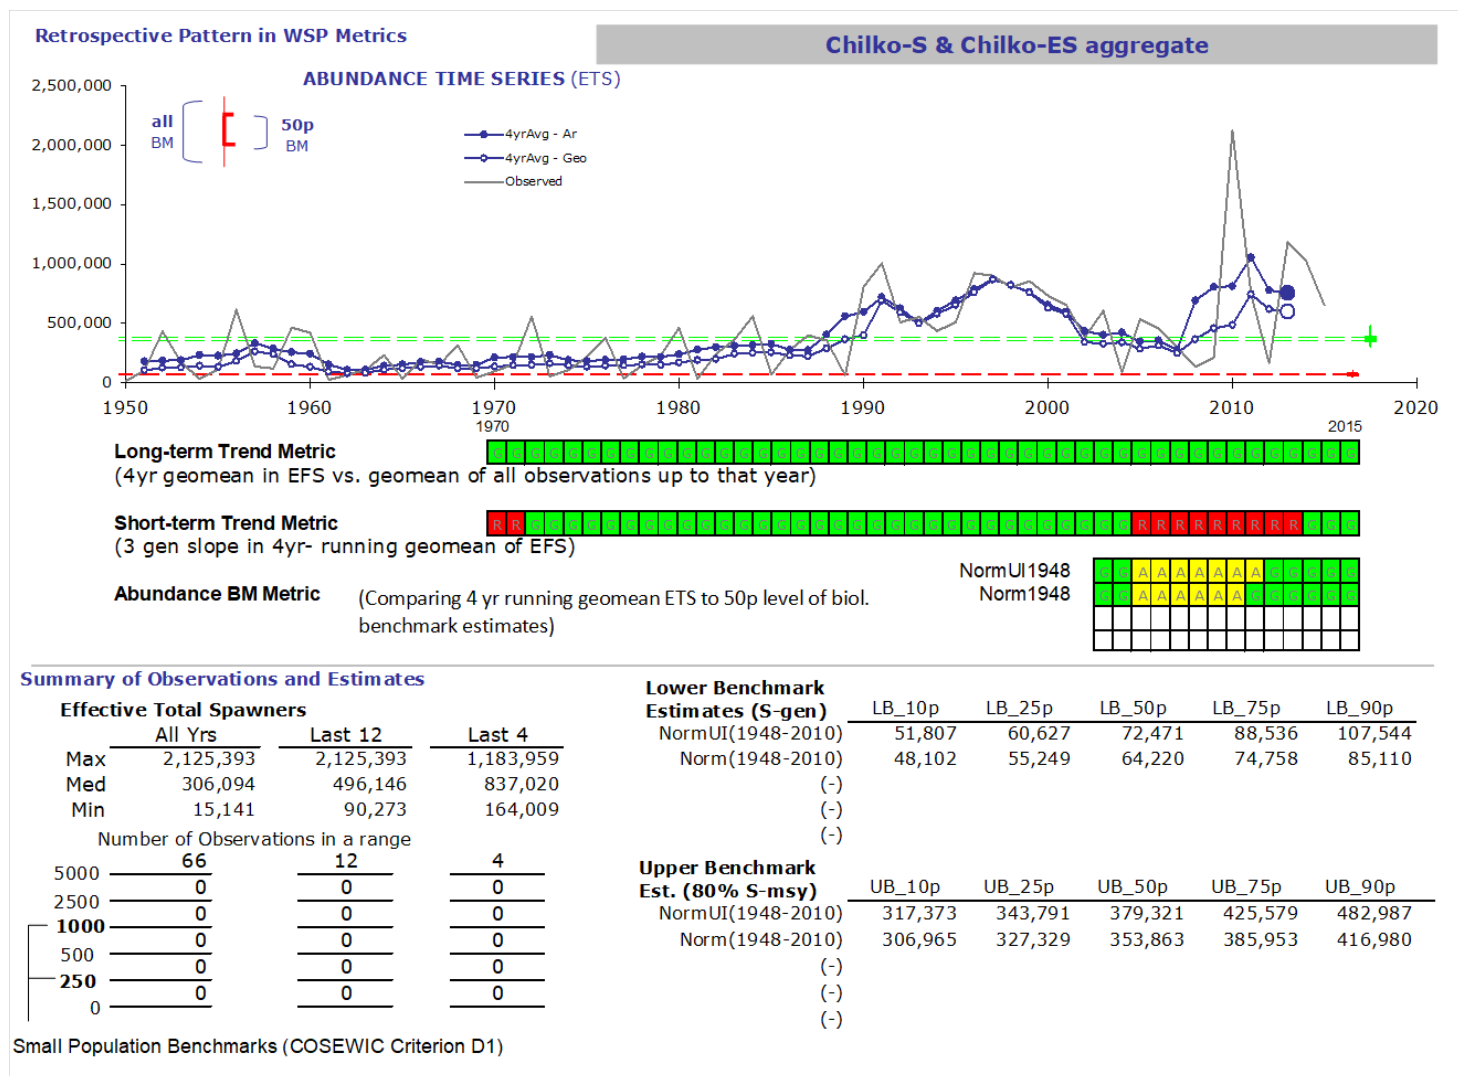 Retrospective Pattern in WSP Metrics
Chilko-S & Chilko-ES aggregate
ABUNDANCE TIME SERIES (ETS)
2,500,000
2,000,000
1,500,000
1,000,000
500,000
0
all
BM
50p
BM
4yrAvg - Ar
4yrAvg - Geo
Observed
1950 1960 1970 1980 1990 2000 2010 2020
1970 2015
Long-term Trend Metric
G G G G G G G G G G G G G G G G G G G G G G G G G G G G G G G G G G G G G G G G G G G G G G
(4yr geomean in EFS vs. geomean of all observations up to that year)
Short-term Trend Metric
R R G G G G G G G G G G G G G G G G G G G G G G G G G G G G G G G G R R R R R R R R R G G G
(3 gen slope in 4yr- running geomean of EFS)
NormUI1948 G G A A A A A A A G G G G G
Abundance BM Metric
Norm1948 G G A A A A A A G G G G G G
(Comparing 4 yr running geomean ETS to 50p level of biol.
benchmark estimates)
Summary of Observations and Estimates
Effective Total Spawners
All Yrs Last 12 Last 4
Max 2,125,393 2,125,393 1,183,959
Med 306,094 496,146 837,020
Min 15,141 90,273 164,009
Number of Observations in a range
66 12 4
5000
0 0 0
2500
0 0 0
1000
0 0 0
500
0 0 0
250
0 0 0
0
Small Population Benchmarks (COSEWIC Criterion D1)
Lower Benchmark
Estimates (S-gen) LB_10p LB_25p LB_50p LB_75p LB_90p
NormUI(1948-2010) 51,807 60,627 72,471 88,536 107,544
Norm(1948-2010) 48,102 55,249 64,220 74,758 85,110
(-)
(-)
(-)
Upper Benchmark
Est. (80% S-msy) UB_10p UB_25p UB_50p UB_75p UB_90p
NormUI(1948-2010) 317,373 343,791 379,321 425,579 482,987
Norm(1948-2010) 306,965 327,329 353,863 385,953 416,980
(-)
(-)
(-)